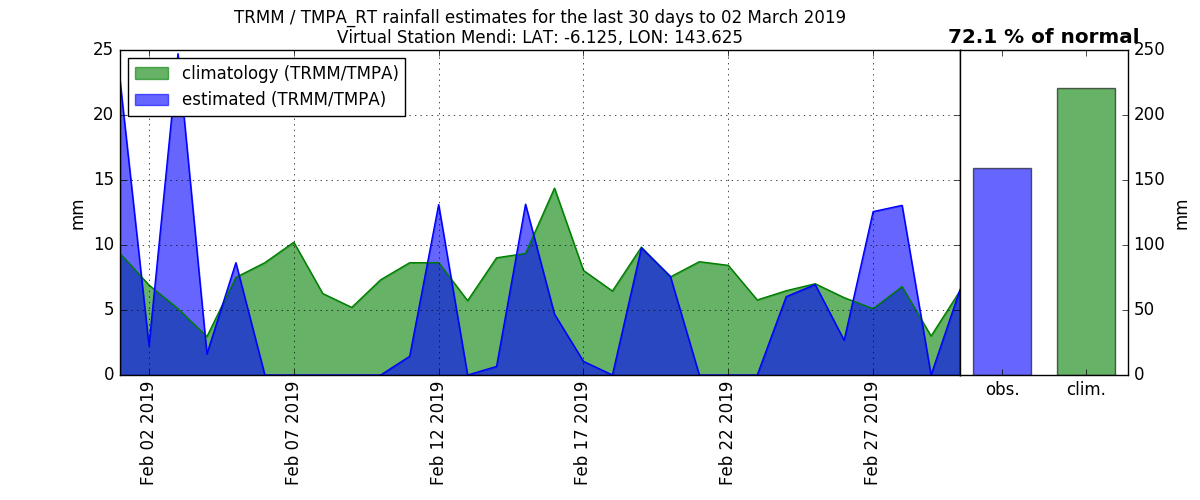 TRMM / TMPA_RT rainfall estimates for the last 30 days to 02 March 2019
Virtual Station Mendi: LAT: -6.125, LON: 143.625
72.1 % of normal
climatology (TRMM/TMPA)
estimated (TRMM/TMPA)
25
20
15
10
5
0
mm
Feb 02 2019
Feb 07 2019
Feb 12 2019
Feb 17 2019
Feb 22 2019
Feb 27 2019
obs.
clim.
250
200
150
100
50
0
mm